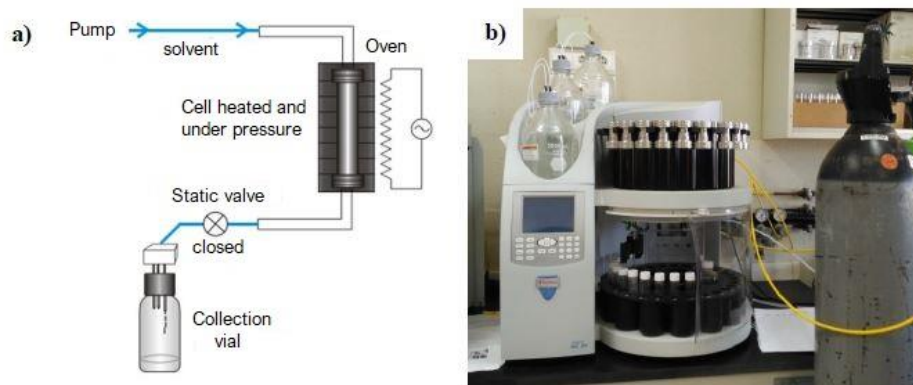 a)
Pump
solvent
Oven
Cell heated and
under pressure
Static valve
closed
Collection
vial
b)